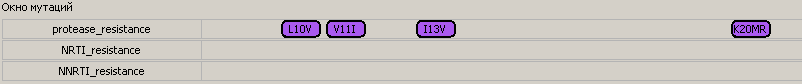 Окно мутаций
protease_resistance L10V V11I I13V K20MR
NRTI_resistance
NNRTI_resistance